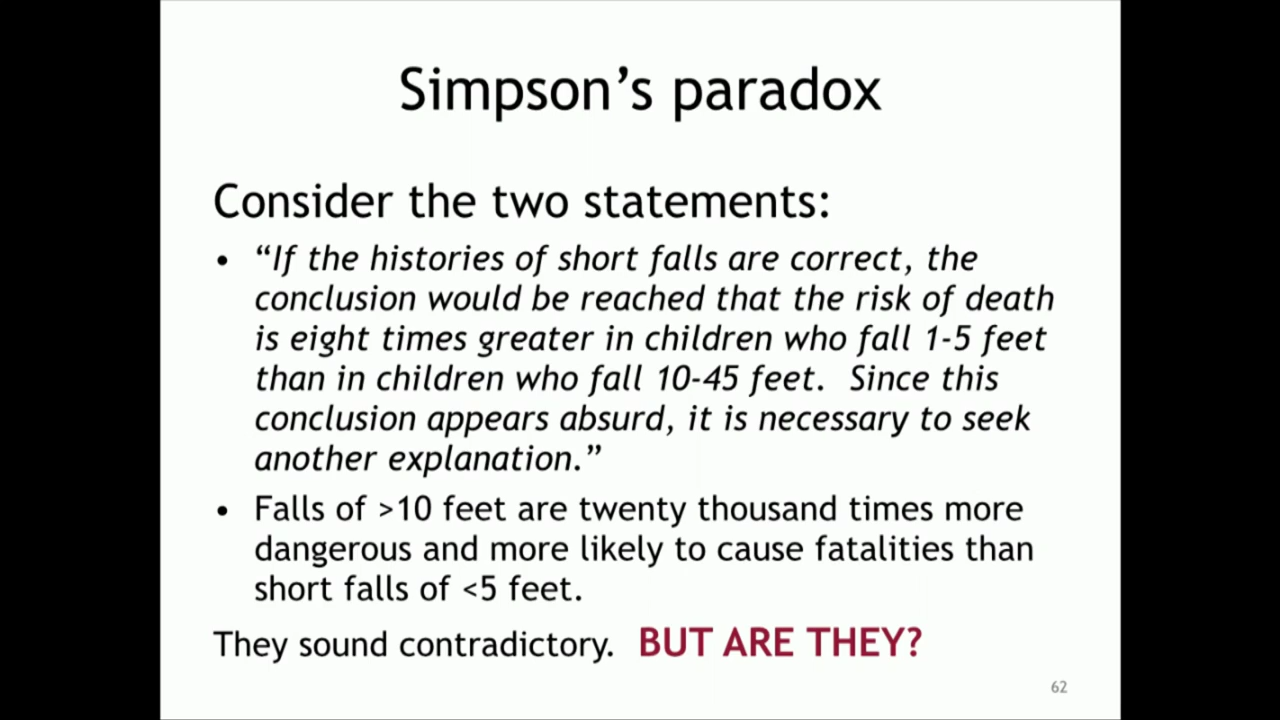 Simpson’s paradox
Consider the two statements:
• “If the histories of short falls are correct, the
conclusion would be reached that the risk of death
is eight times greater in children who fall 1-5 feet
than in children who fall 10-45 feet.  Since this
conclusion appears absurd, it is necessary to seek
another explanation.”
• Falls of >10 feet are twenty thousand times more
dangerous and more likely to cause fatalities than
short falls of <5 feet.
They sound contradictory.  BUT ARE THEY?
62